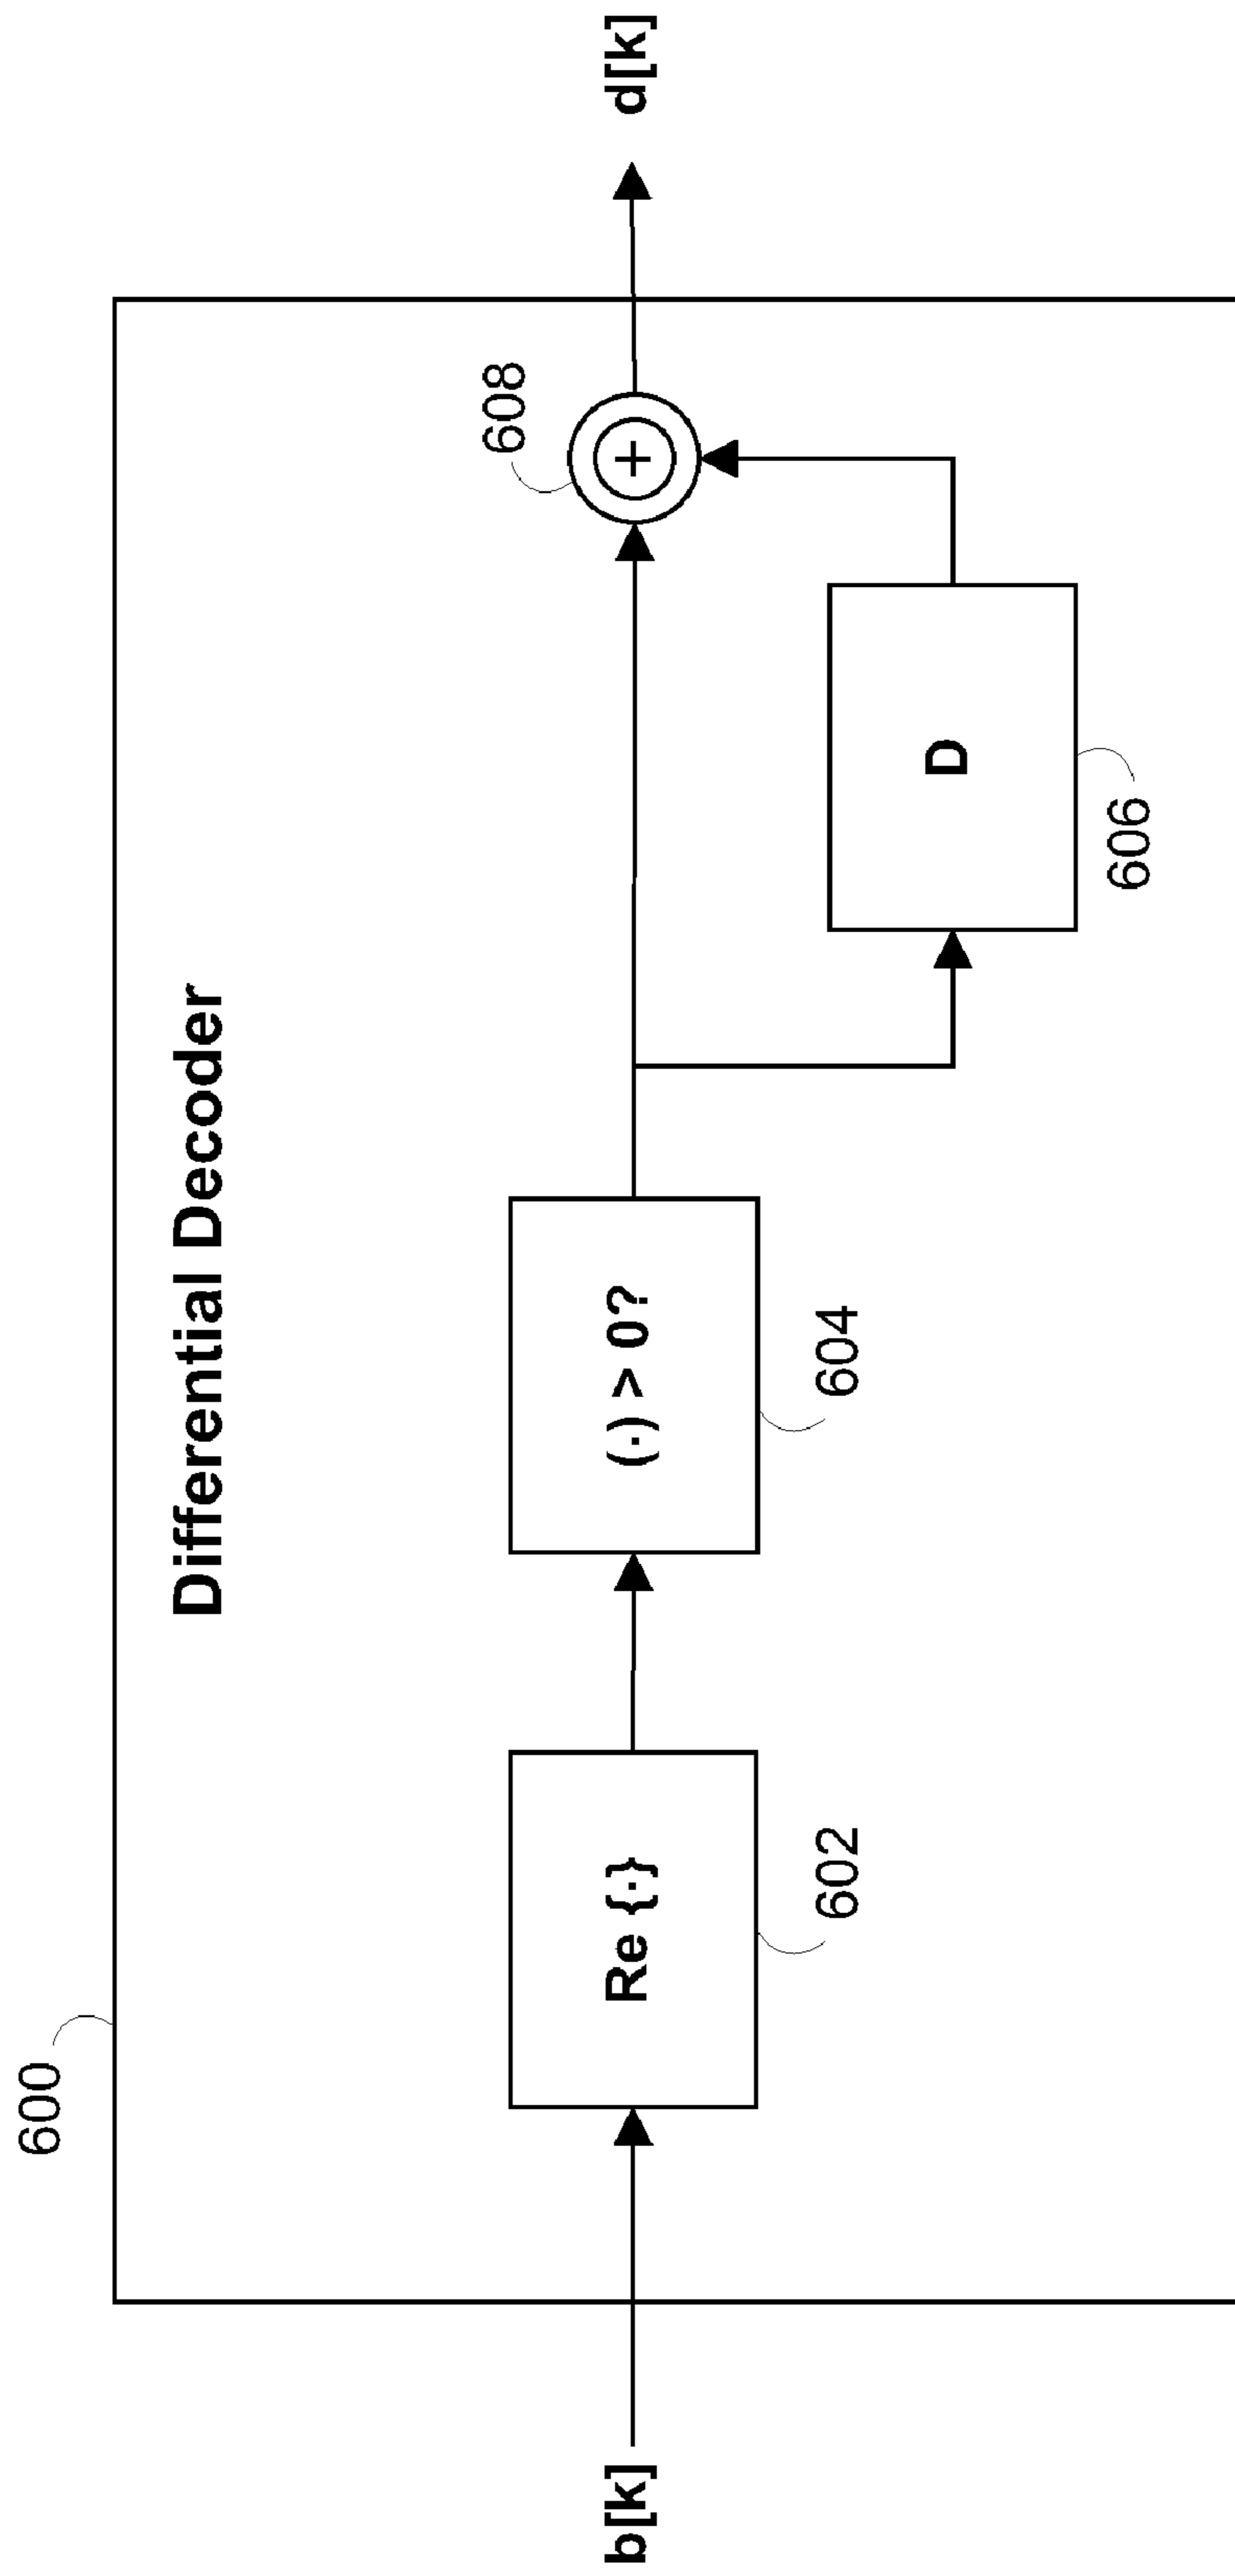 600
Differential Decoder
608
b[k]
Re {·}
(·) > 0?
+
d[k]
602
604
D
606